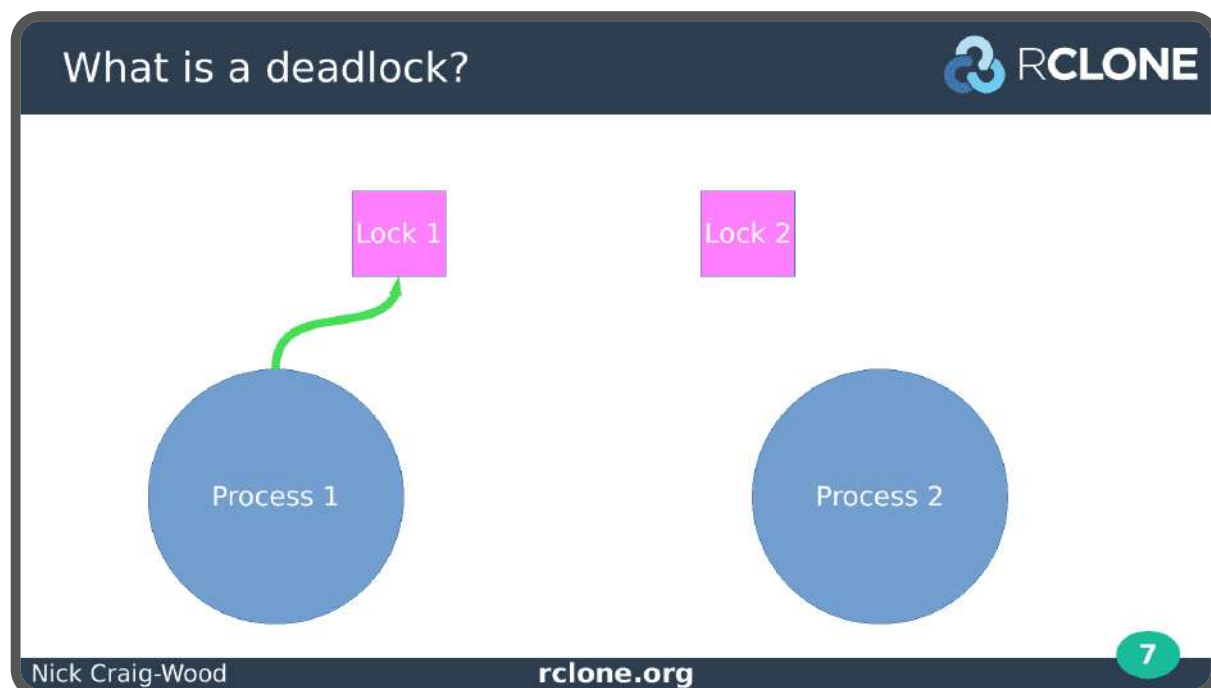 What is a deadlock?
RCLONE
Lock 1
Lock 2
Process 1
Process 2
7
Nick Craig-Wood
rclone.org